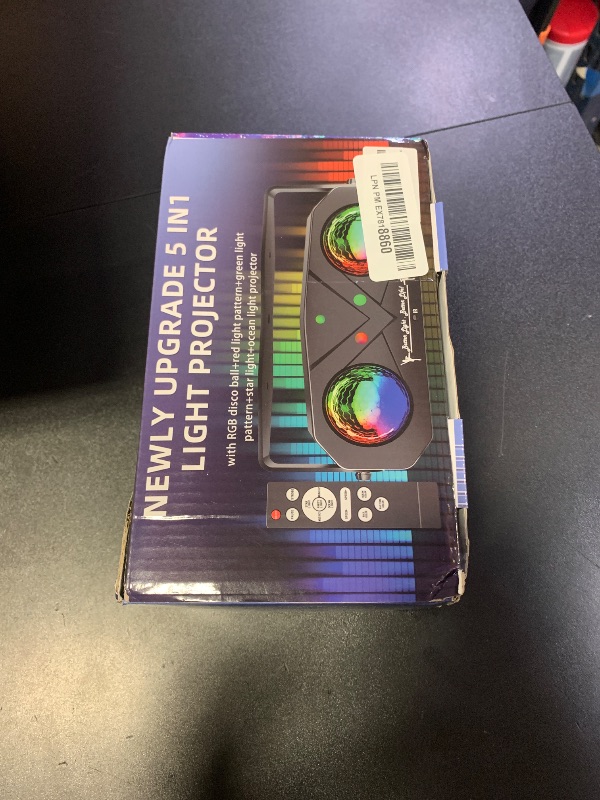 NEWLY UPGRADE 5 IN1
LIGHT PROJECTOR
with RGB disco ball+red light pattern+green light
pattern+star light+ocean light projector
LPN PM EX7818860